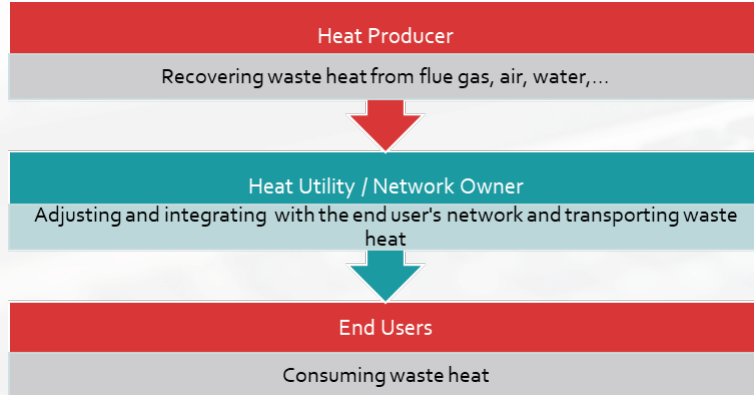 Heat Producer
Recovering waste heat from flue gas, air, water,...
Heat Utility / Network Owner
Adjusting and integrating with the end user's network and transporting waste
heat
End Users
Consuming waste heat